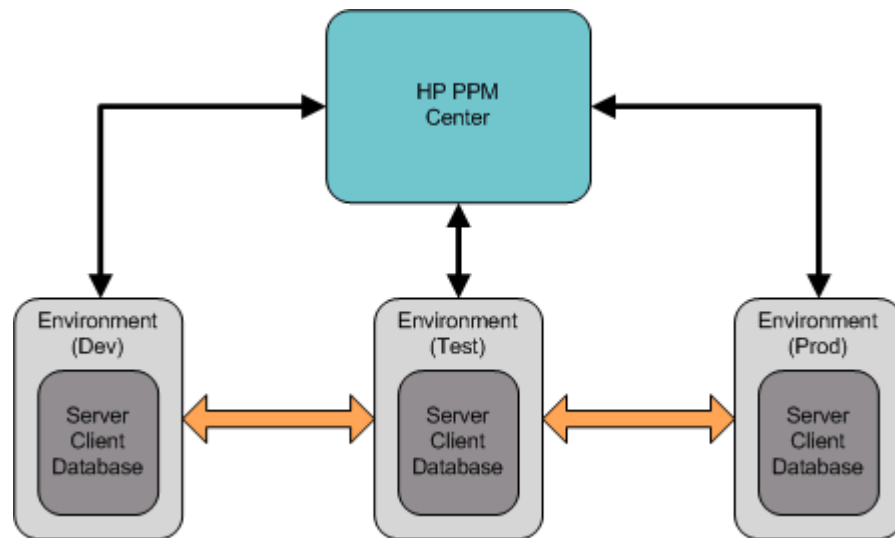 HP PPM
Center
Environment
(Dev)
Server
Client
Database
Environment
(Test)
Server
Client
Database
Environment
(Prod)
Server
Client
Database